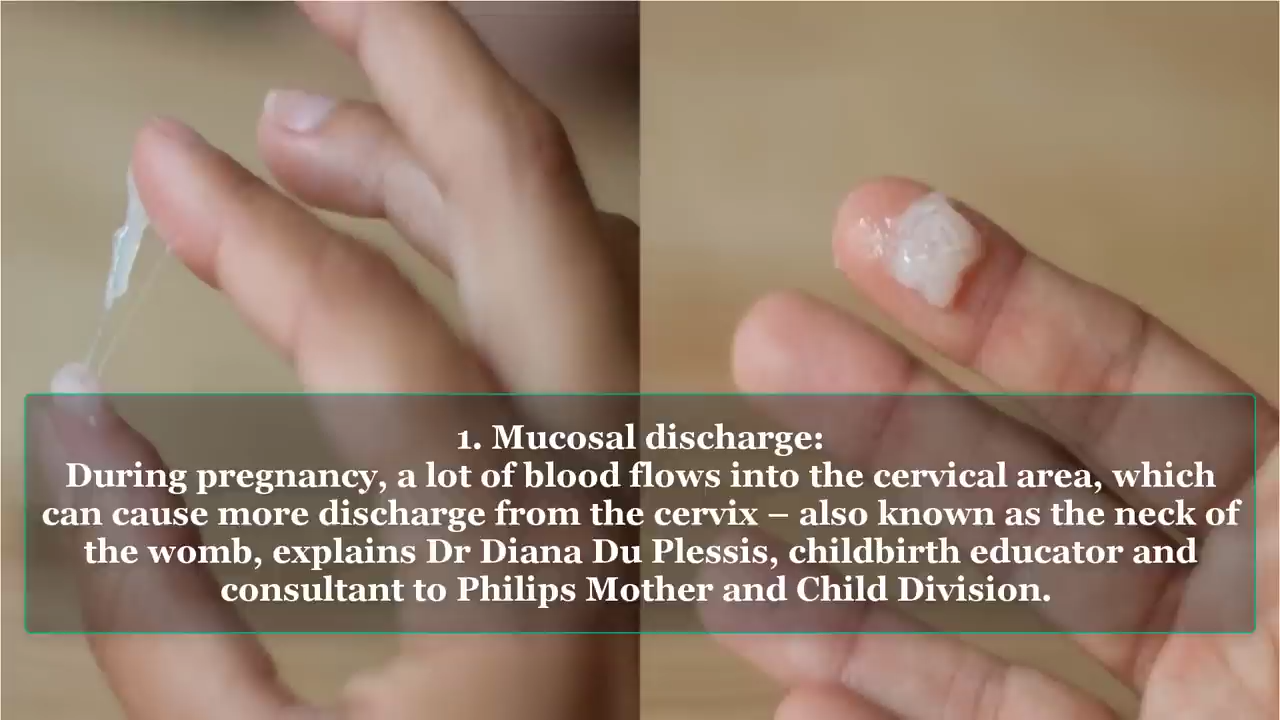 1. Mucosal discharge:
During pregnancy, a lot of blood flows into the cervical area, which
can cause more discharge from the cervix – also known as the neck of
the womb, explains Dr Diana Du Plessis, childbirth educator and
consultant to Philips Mother and Child Division.